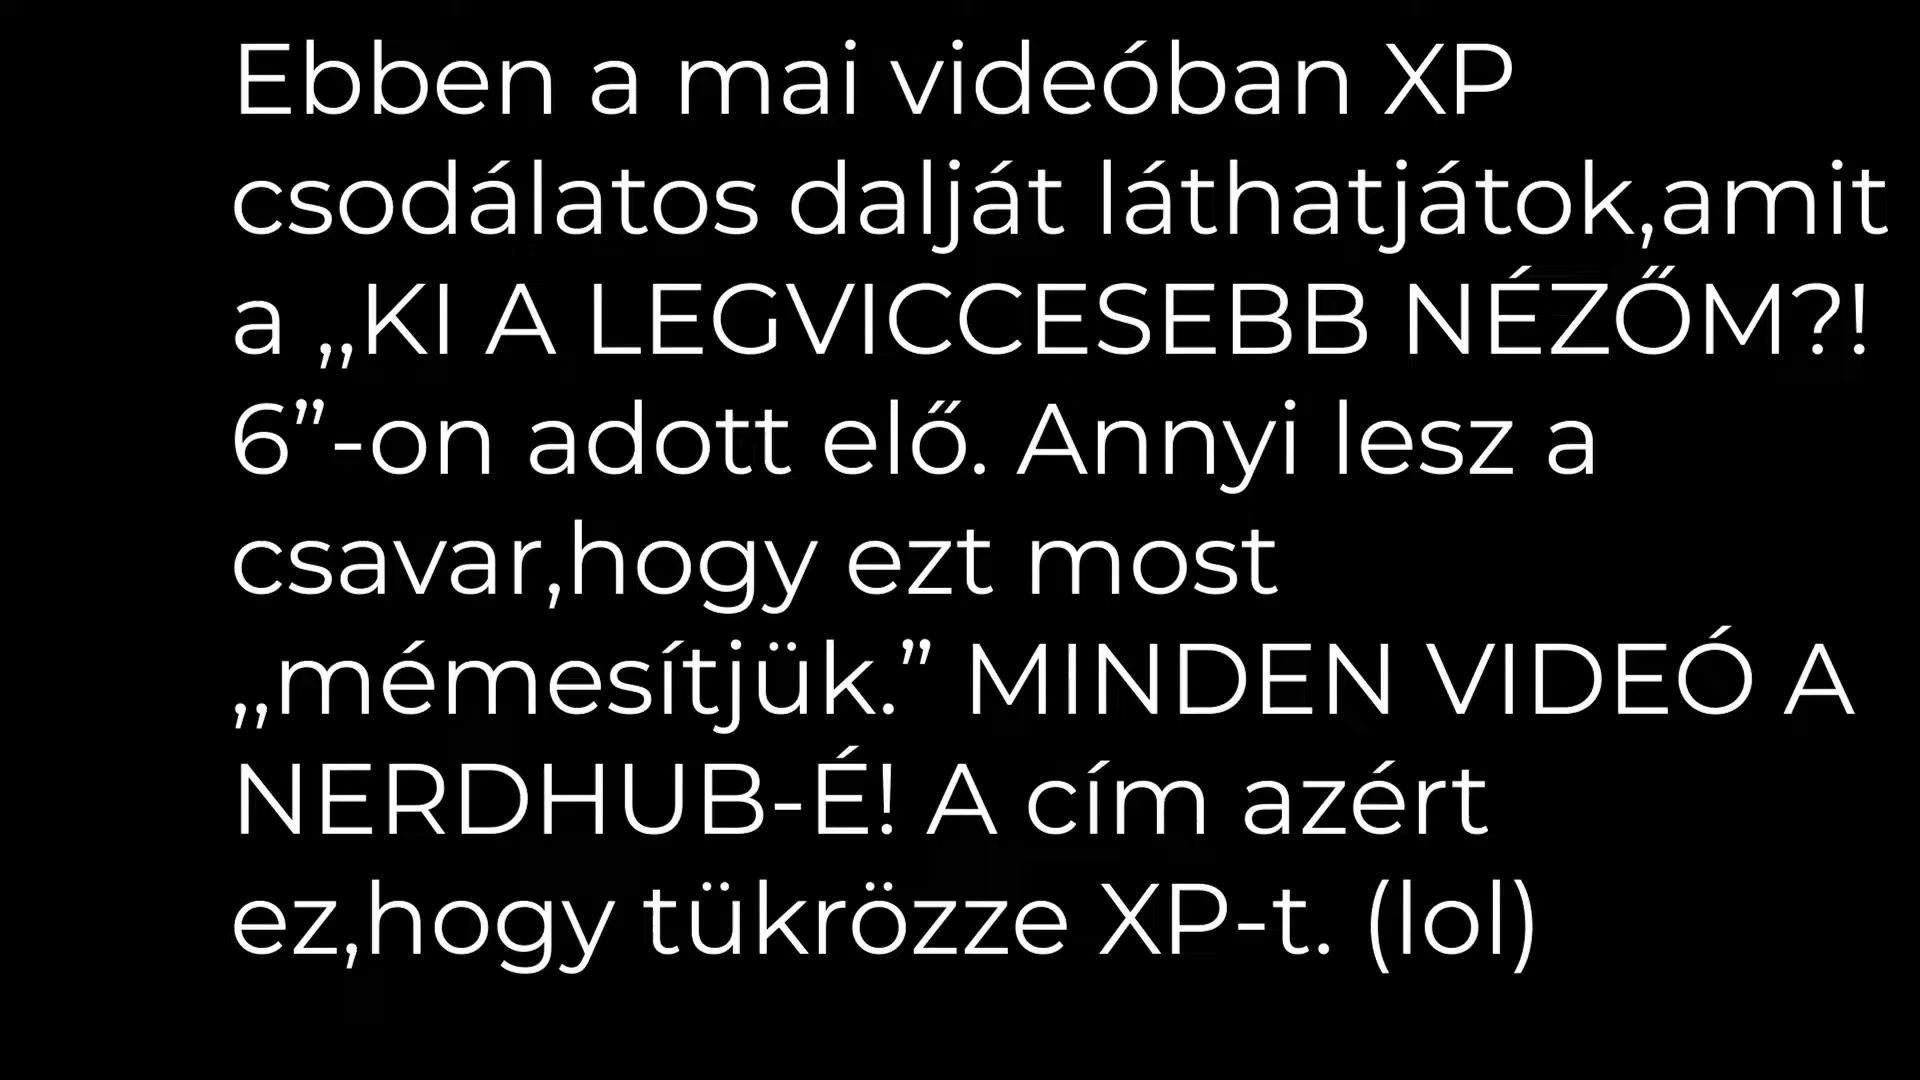 Ebben a mai videóban XP
csodálatos dalját láthatjátok,amit
a ,,KI A LEGVICCESEBB NÉZŐM?!
6”-on adott elő. Annyi lesz a
csavar,hogy ezt most
,,mémesítjük.” MINDEN VIDEÓ A
NERDHUB-É! A cím azért
ez,hogy tükrözze XP-t. (lol)